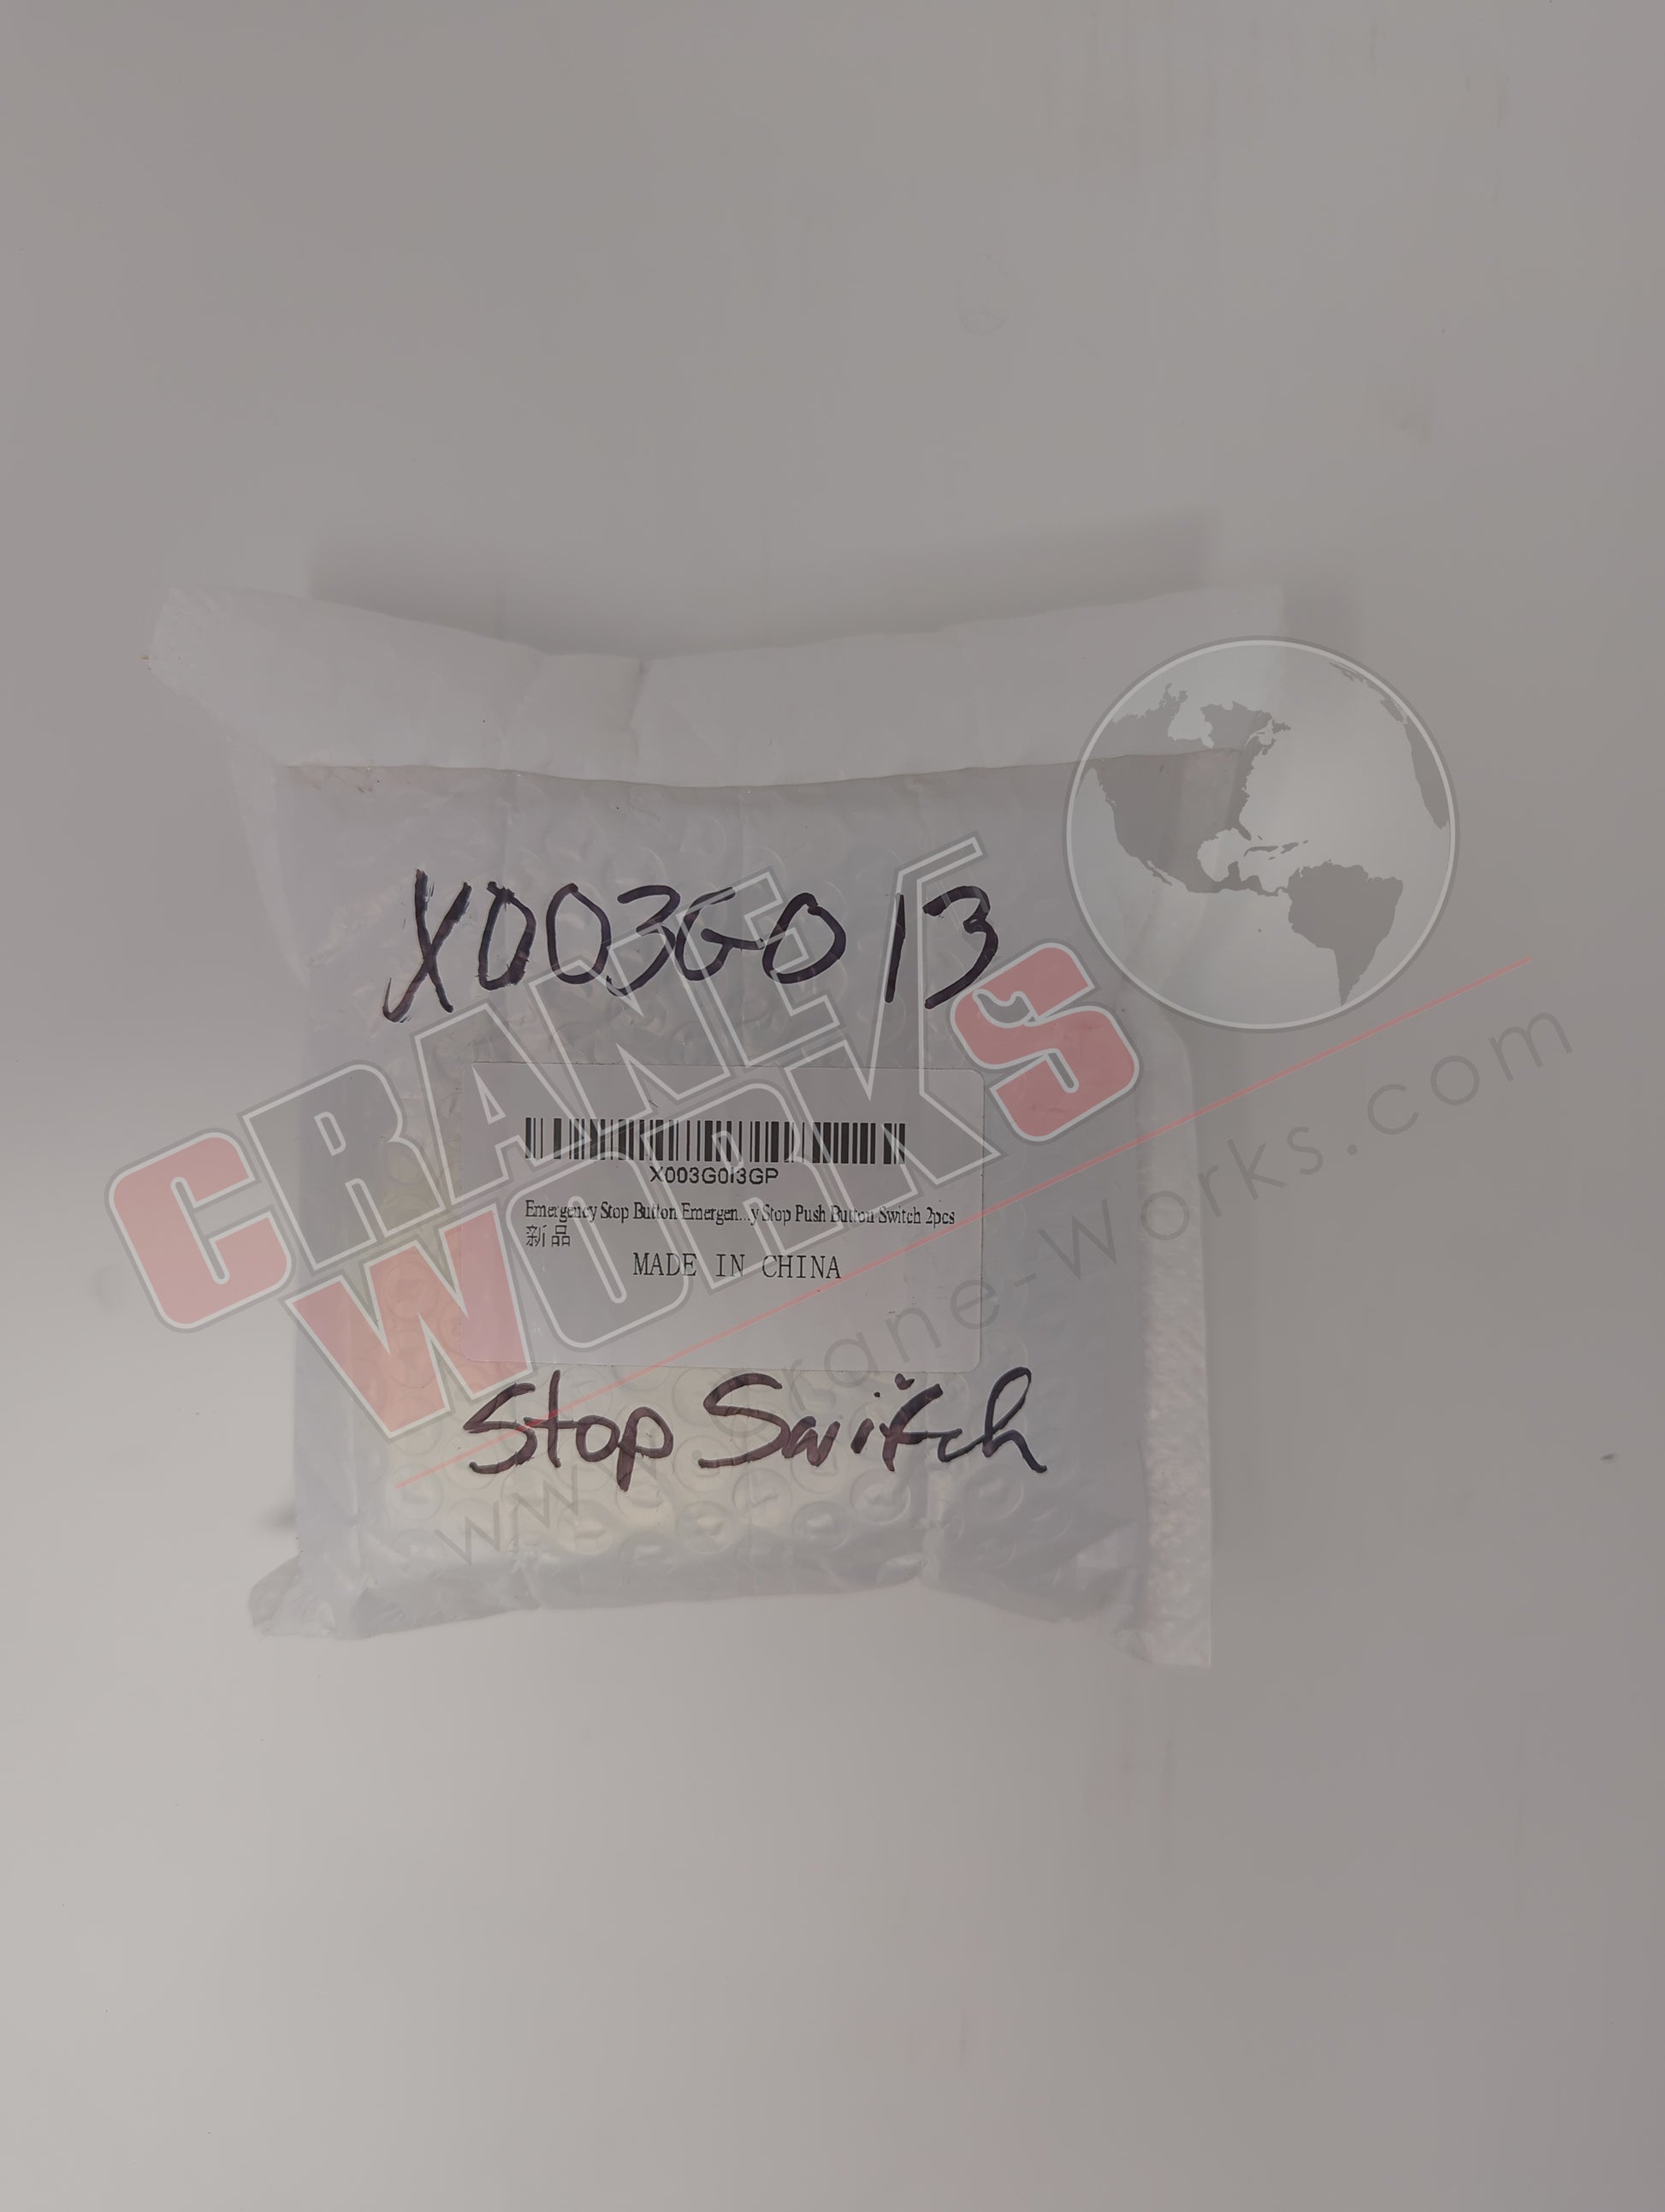 X003G013
CRANE
WORKS
X003G0I3GP
Emergency Stop Button Emergen...y Stop Push Button Switch 2pcs
新品
MADE IN CHINA
Stop Switch
www.crane-works.com